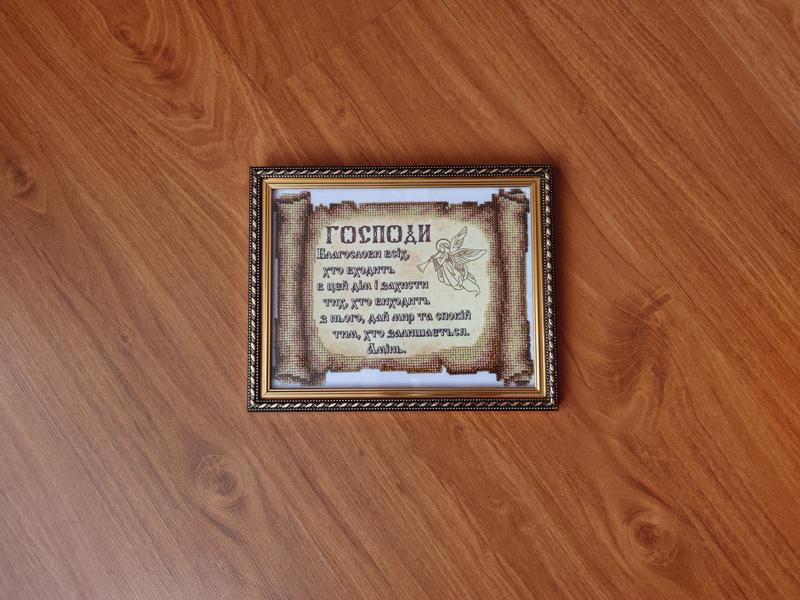 ГОСПОДИ
Благослови всіх,
хто входить
в цей дім і захисти
тих, хто виходить
з нього, дай мир та спокій
тим, хто залишається.
Амінь.